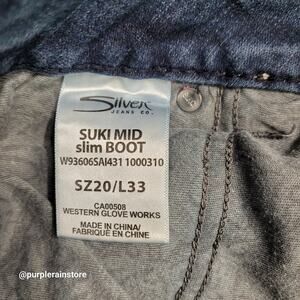 Silver
JEANS CO.
SUKI MID
slim BOOT
W93606SAI431 1000310
SZ20/L33
CA00508
WESTERN GLOVE WORKS
MADE IN CHINA/
FABRIQUÉ EN CHINE
@purplerainstore